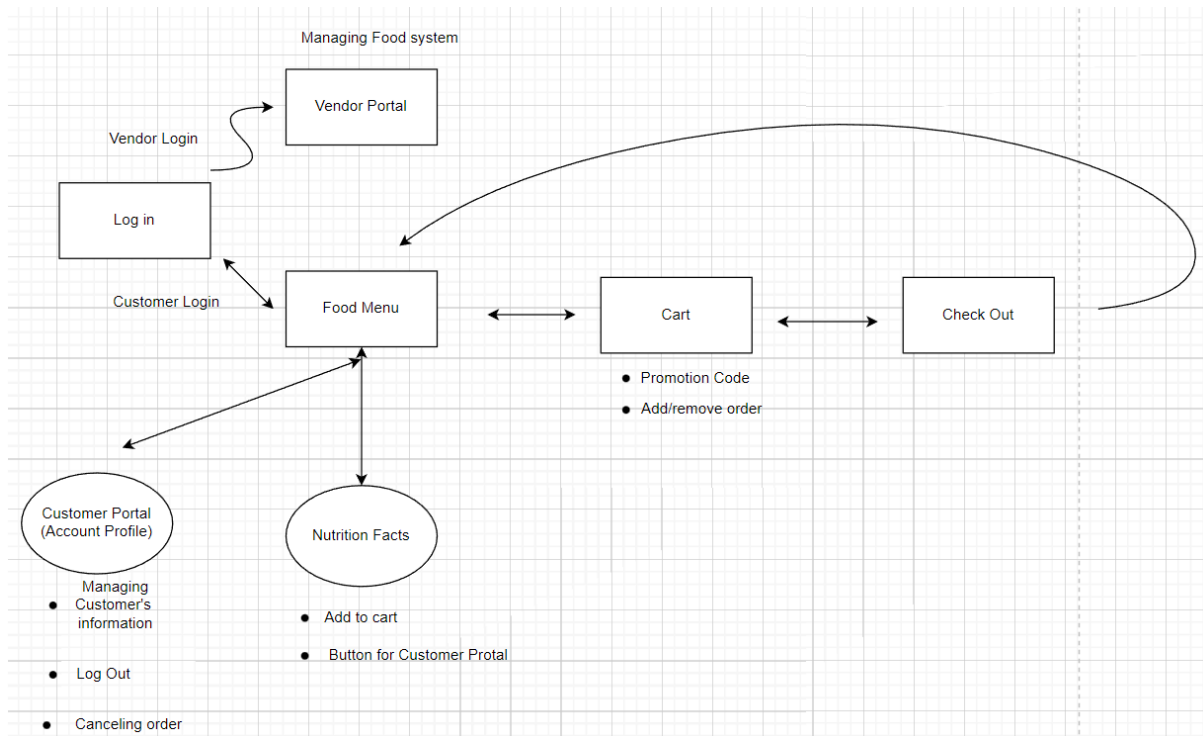 Managing Food system
Vendor Portal
Vendor Login
Log in
Customer Login
Food Menu
Cart
Check Out
Promotion Code
Add/remove order
Customer Portal
(Account Profile)
Nutrition Facts
Managing
Customer's
information
Log Out
Canceling order
Add to cart
Button for Customer Protal